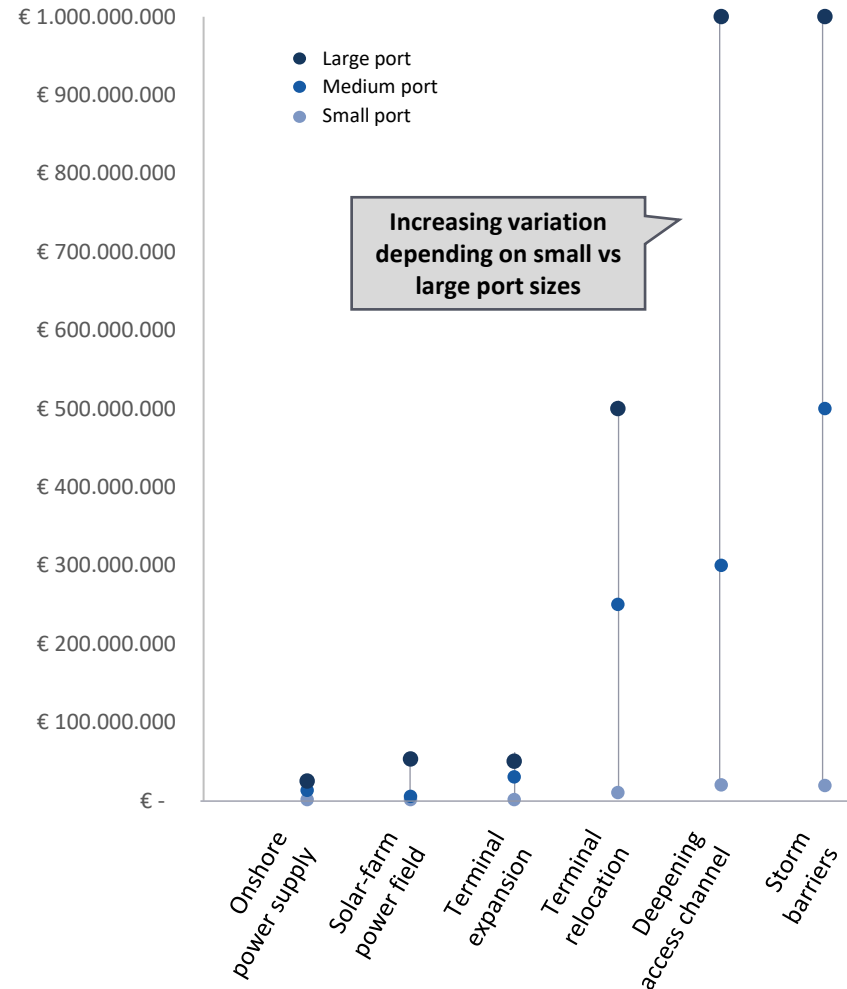 € 1.000.000.000
€ 900.000.000
€ 800.000.000
€ 700.000.000
€ 600.000.000
€ 500.000.000
€ 400.000.000
€ 300.000.000
€ 200.000.000
€ 100.000.000
€ -
Large port
Medium port
Small port
Increasing variation
depending on small vs
large port sizes
Onshore
power supply
Solar-farm
power field
Terminal
expansion
Terminal
relocation
Deepening
access channel
Storm
barriers